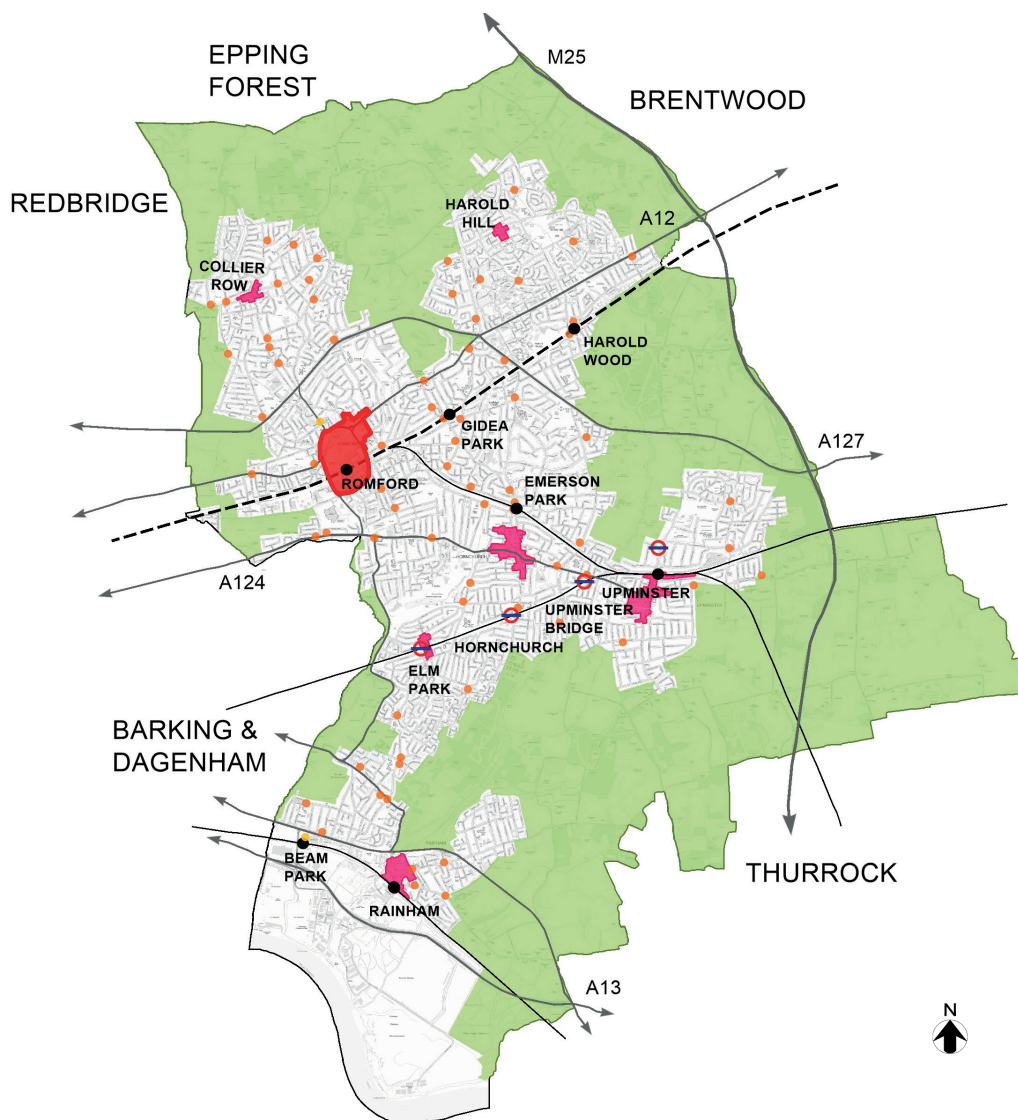 EPPING
FOREST
M25
BRENTWOOD
REDBRIDGE
HAROLD
HILL
A12
COLLIER
ROW
HAROLD
WOOD
GIDEA
PARK
A127
ROMFORD
EMERSON
PARK
A124
UPMINSTER
UPMINSTER
BRIDGE
HORNCHURCH
ELM
PARK
BARKING &
DAGENHAM
BEAM
PARK
THURROCK
RAINHAM
A13
N